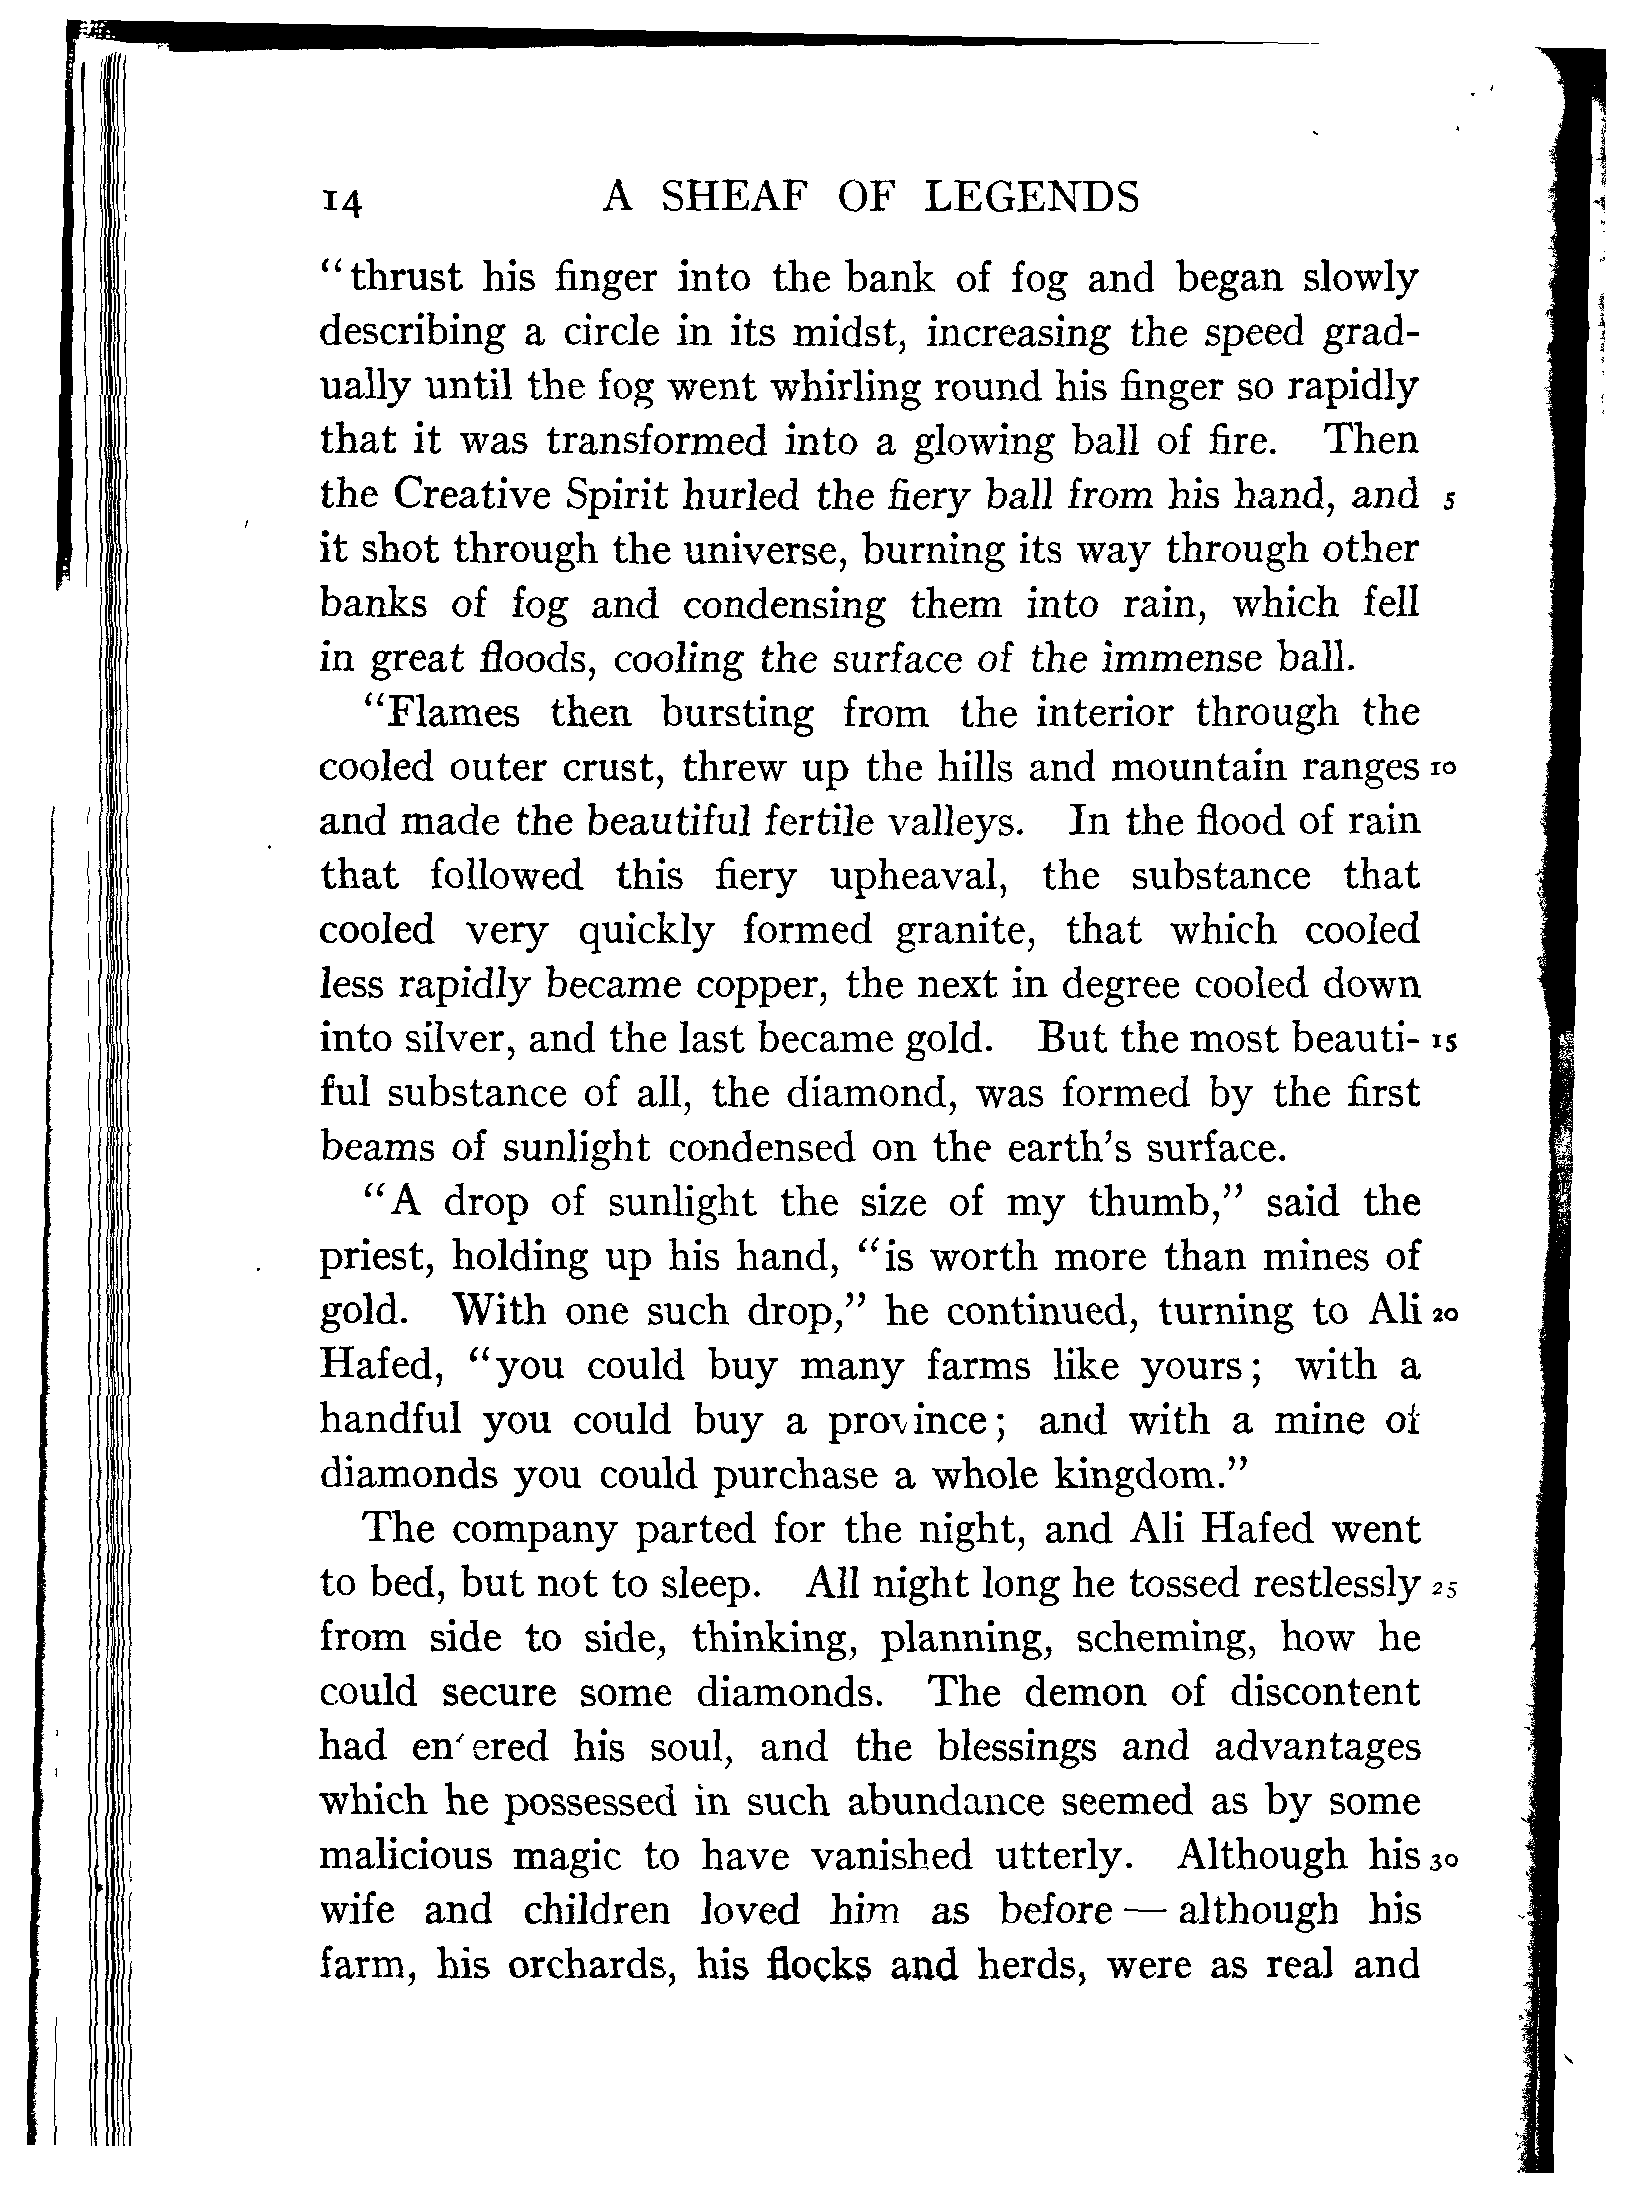 14 A SHEAF OF LEGENDS
“thrust his finger into the bank of fog and began slowly
describing a circle in its midst, increasing the speed grad-
ually until the fog went whirling round his finger so rapidly
that it was transformed into a glowing ball of fire. Then
the Creative Spirit hurled the fiery ball from his hand, and 5
it shot through the universe, burning its way through other
banks of fog and condensing them into rain, which fell
in great floods, cooling the surface of the immense ball.
“Flames then bursting from the interior through the
cooled outer crust, threw up the hills and mountain ranges 10
and made the beautiful fertile valleys. In the flood of rain
that followed this fiery upheaval, the substance that
cooled very quickly formed granite, that which cooled
less rapidly became copper, the next in degree cooled down
into silver, and the last became gold. But the most beauti- 15
ful substance of all, the diamond, was formed by the first
beams of sunlight condensed on the earth’s surface.
“A drop of sunlight the size of my thumb,” said the
priest, holding up his hand, “is worth more than mines of
gold. With one such drop,” he continued, turning to Ali 20
Hafed, “you could buy many farms like yours; with a
handful you could buy a province; and with a mine of
diamonds you could purchase a whole kingdom.”
The company parted for the night, and Ali Hafed went
to bed, but not to sleep. All night long he tossed restlessly 25
from side to side, thinking, planning, scheming, how he
could secure some diamonds. The demon of discontent
had entered his soul, and the blessings and advantages
which he possessed in such abundance seemed as by some
malicious magic to have vanished utterly. Although his 30
wife and children loved him as before — although his
farm, his orchards, his flocks and herds, were as real and